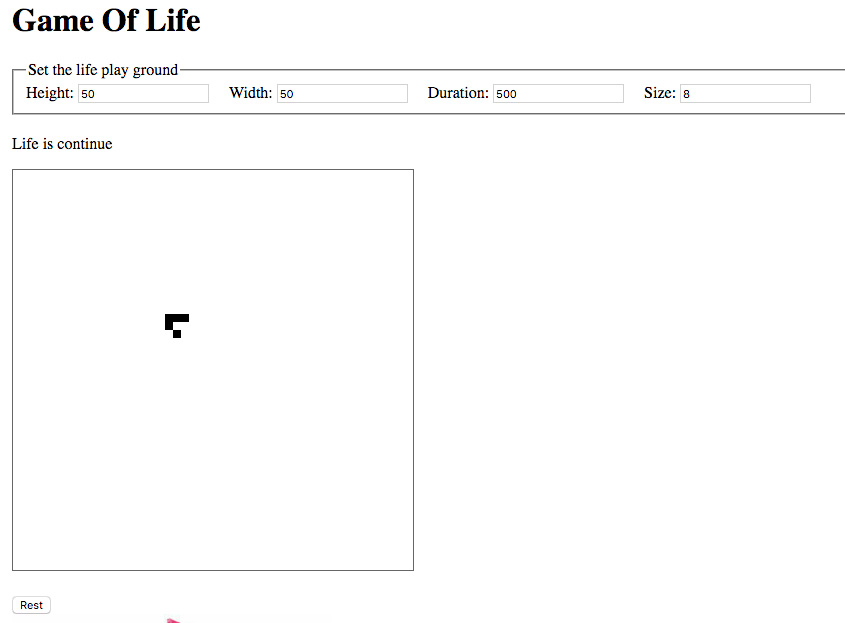 Game Of Life
Set the life play ground
Height: 50 Width: 50 Duration: 500 Size: 8
Life is continue
Rest